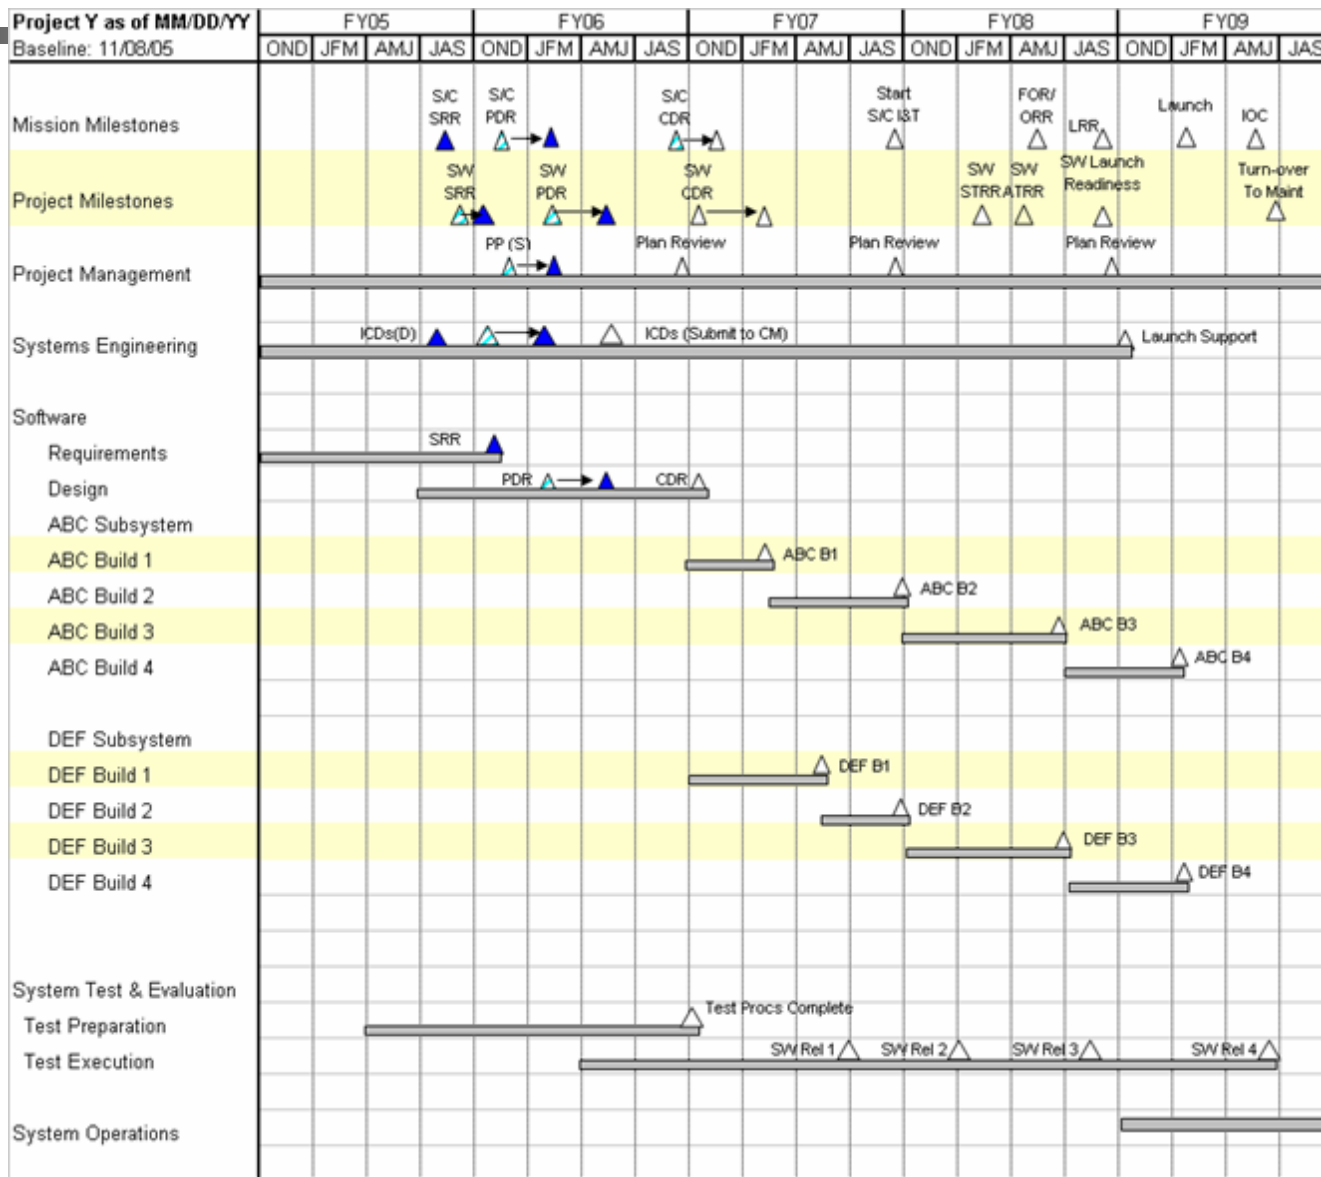 Project Y as of MM/DD/YY FY05 FY06 FY07 FY08 FY09
Baseline: 11/08/05 OND JFM AMJ JAS OND JFM AMJ JAS OND JFM AMJ JAS OND JFM AMJ JAS OND JFM AMJ JAS
S/C S/C S/C Start FOR/ Launch
SRR PDR CDR S/C I&T ORR LRR IOC
Mission Milestones
SW SW SW SW SW SW Launch Turn-over
SRR PDR CDR STRR ATRR Readiness To Maint
Project Milestones
PP (S) Plan Review Plan Review Plan Review
Project Management
ICDs(D) ICDs (Submit to CM) Launch Support
Systems Engineering
Software
SRR
Requirements
PDR CDR
Design
ABC Subsystem
ABC Build 1 ABC B1
ABC Build 2 ABC B2
ABC Build 3 ABC B3
ABC Build 4 ABC B4
DEF Subsystem
DEF Build 1 DEF B1
DEF Build 2 DEF B2
DEF Build 3 DEF B3
DEF Build 4 DEF B4
System Test & Evaluation
Test Procs Complete
Test Preparation
SW Rel 1 SW Rel 2 SW Rel 3 SW Rel 4
Test Execution
System Operations